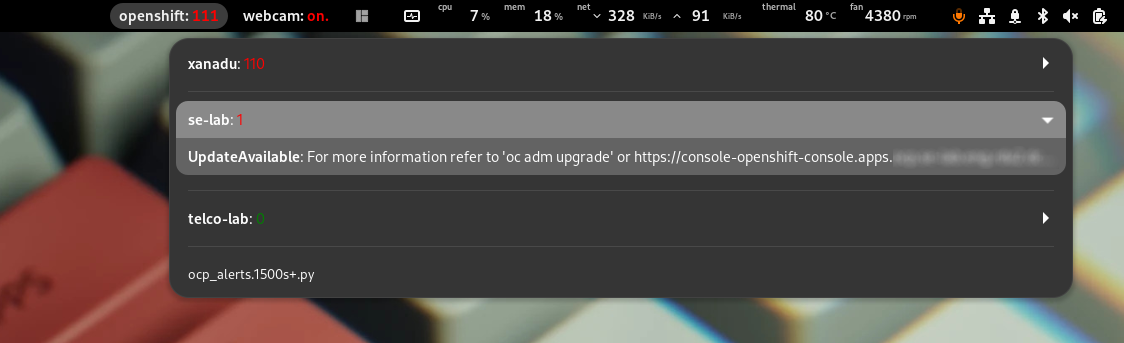 openshift: 111 webcam: on. cpu 7 % mem 18 % net 328 KiB/s 91 KiB/s thermal 80 °C fan 4380 rpm
xanadu: 110
se-lab: 1
UpdateAvailable: For more information refer to 'oc adm upgrade' or https://console-openshift-console.apps.
telco-lab: 0
ocp_alerts.1500s+.py